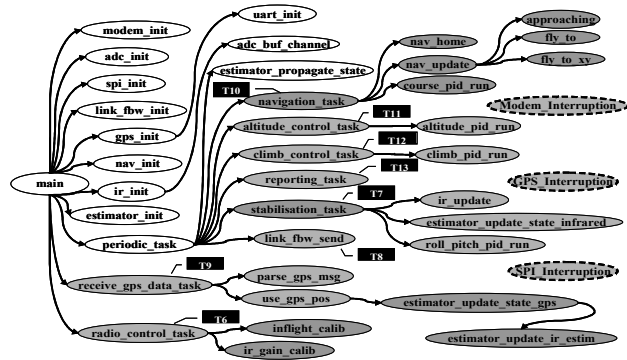 uart_init
approaching
modem_init
adc_buf_channel
nav_home
fly_to
adc_init
estimator_propagate_state
nav_update
fly_to_xy
spi_init
T10
navigation_task
course_pid_run
link_fbw_init
T11
Modem_Interruption
gps_init
altitude_control_task
altitude_pid_run
T12
nav_init
climb_control_task
climb_pid_run
T13
main
ir_init
reporting_task
GPS_Interruption
T7
estimator_init
stabilisation_task
ir_update
estimator_update_state_infrared
periodic_task
link_fbw_send
roll_pitch_pid_run
T8
T9
receive_gps_data_task
parse_gps_msg
SPI_Interruption
use_gps_pos
estimator_update_state_gps
T6
radio_control_task
inflight_calib
estimator_update_ir_estim
ir_gain_calib